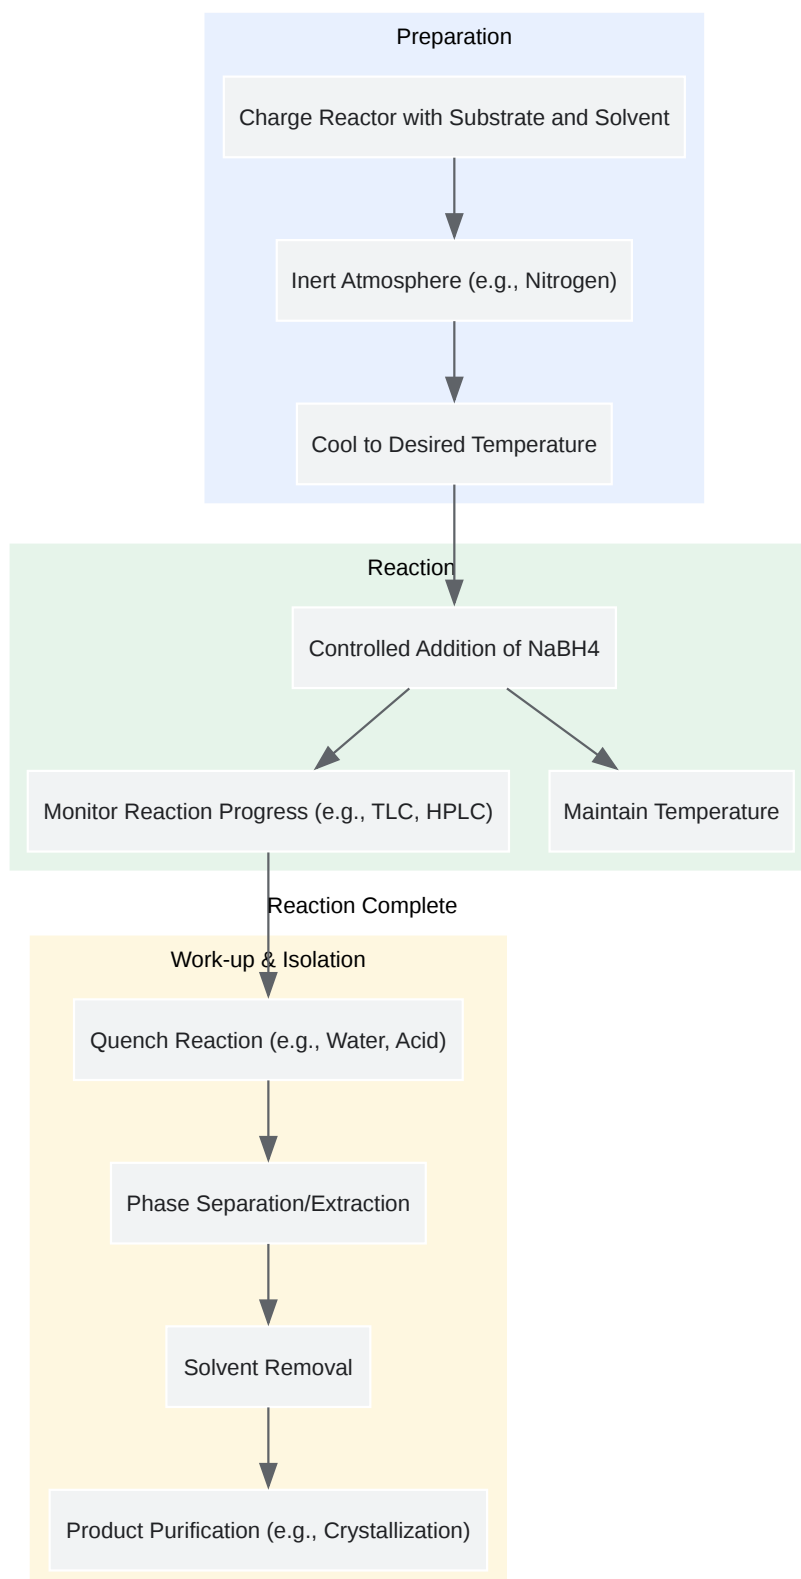 Preparation
Charge Reactor with Substrate and Solvent
Inert Atmosphere (e.g., Nitrogen)
Cool to Desired Temperature
Reaction
Controlled Addition of NaBH4
Monitor Reaction Progress (e.g., TLC, HPLC)
Maintain Temperature
Reaction Complete
Work-up & Isolation
Quench Reaction (e.g., Water, Acid)
Phase Separation/Extraction
Solvent Removal
Product Purification (e.g., Crystallization)